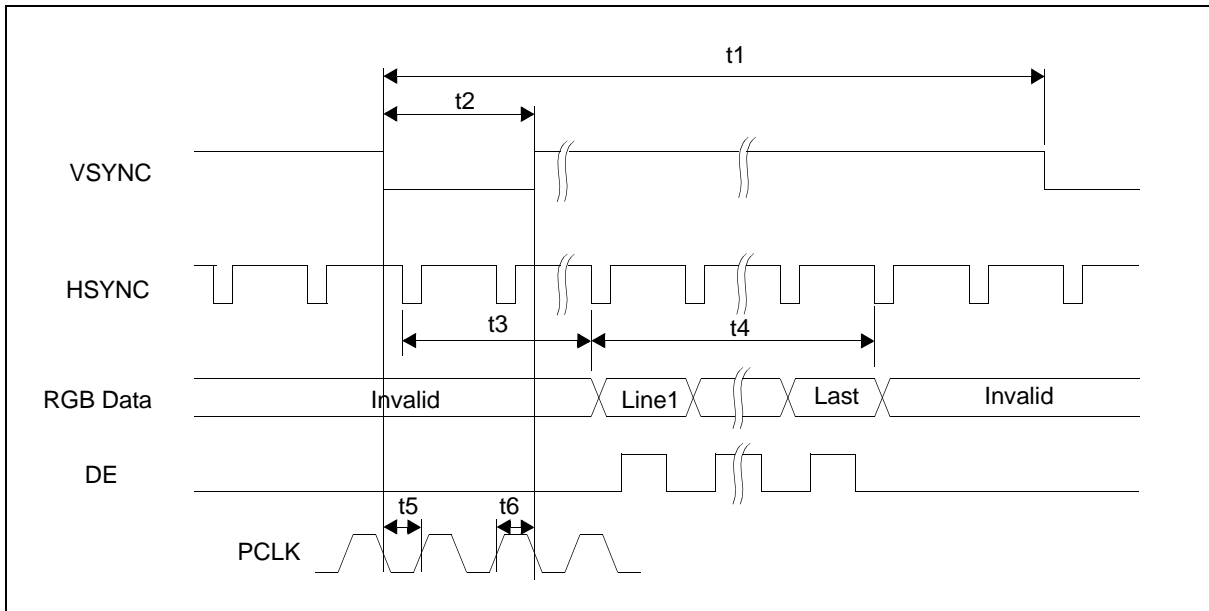 t1
t2
VSYNC
HSYNC
t3
t4
RGB Data
Invalid
Line1
Last
Invalid
DE
t5
t6
PCLK